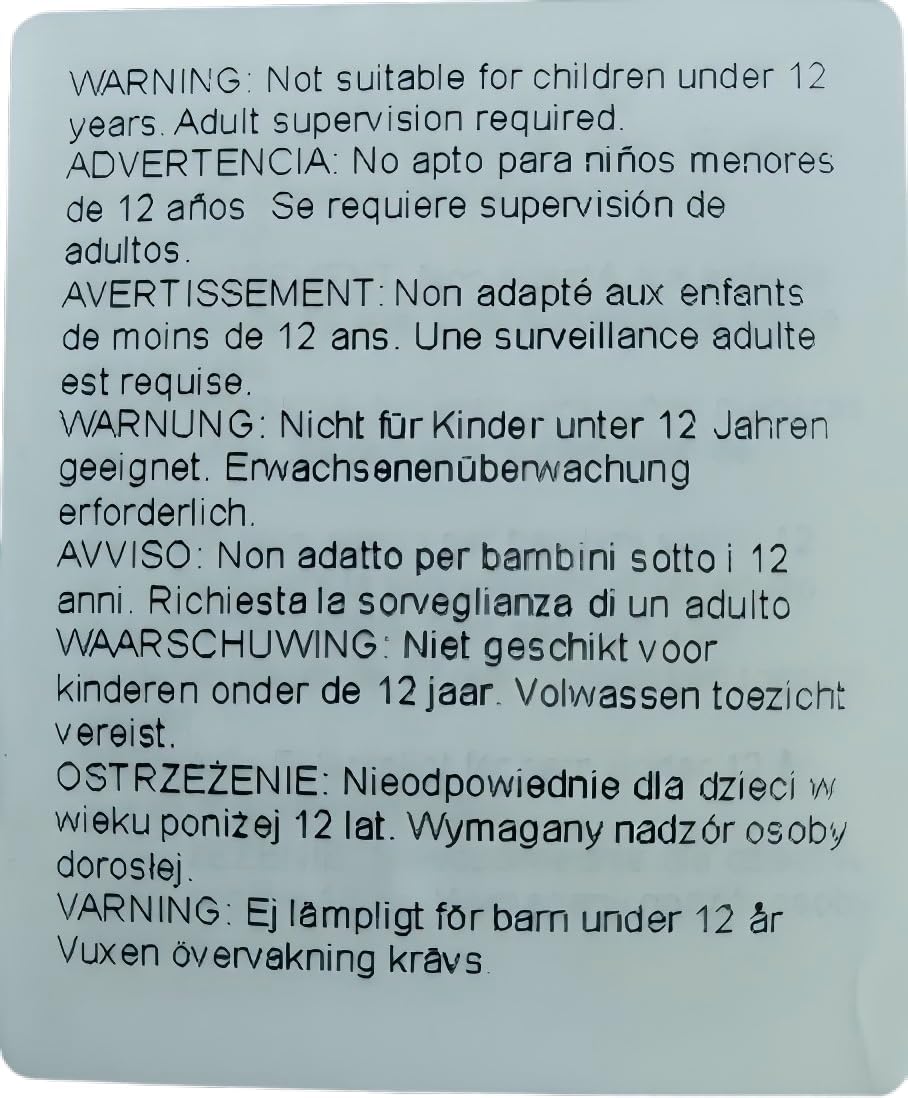 WARNING: Not suitable for children under 12
years. Adult supervision required.
ADVERTENCIA: No apto para niños menores
de 12 años Se requiere supervisión de
adultos.
AVERTISSEMENT: Non adapté aux enfants
de moins de 12 ans. Une surveillance adulte
est requise.
WARNUNG: Nicht für Kinder unter 12 Jahren
geeignet. Erwachsenenüberwachung
erforderlich.
AVVISO: Non adatto per bambini sotto i 12
anni. Richiesta la sorveglianza di un adulto
WAARSCHUWING: Niet geschikt voor
kinderen onder de 12 jaar. Volwassen toezicht
vereist.
OSTRZEŻENIE: Nieodpowiednie dla dzieci w
wieku poniżej 12 lat. Wymagany nadzór osoby
dorosłej.
VARNING: Ej lämpligt för barn under 12 år
Vuxen övervakning krävs.